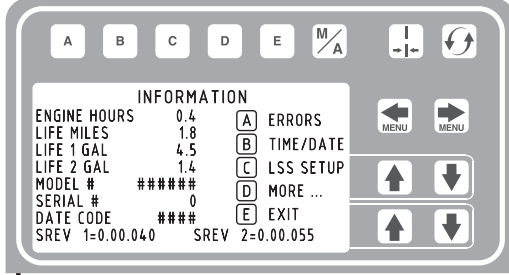 A B C D E M/A
INFORMATION
ENGINE HOURS 0.4 A ERRORS
LIFE MILES 1.8 B TIME/DATE
LIFE 1 GAL 4.5 C LSS SETUP
LIFE 2 GAL 1.4 D MORE ...
MODEL # ###### E EXIT
SERIAL # 0
DATE CODE ####
SREV 1=0.00.040 SREV 2=0.00.055
MENU MENU